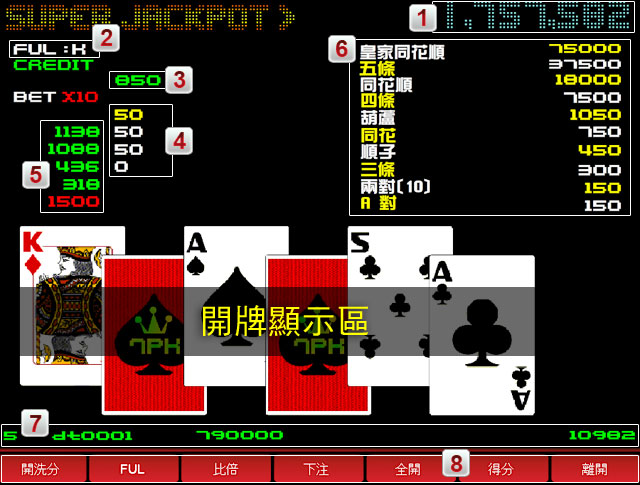 SUPER JACKPOT >
1
1,757,582
2
FUL :K
CREDIT
850
3
BET X10
50
50
50
0
4
1138
1088
436
318
1500
5
6
皇家同花順 75000
五條 37500
同花順 18000
四條 7500
葫蘆 1050
同花 750
順子 450
三條 300
兩對(10) 150
A 對 150
K
A
5
A
7PK
7PK
開牌顯示區
A
7
5 dt0001 790000 10982
8
開洗分 FUL 比倍 下注 全開 得分 離開